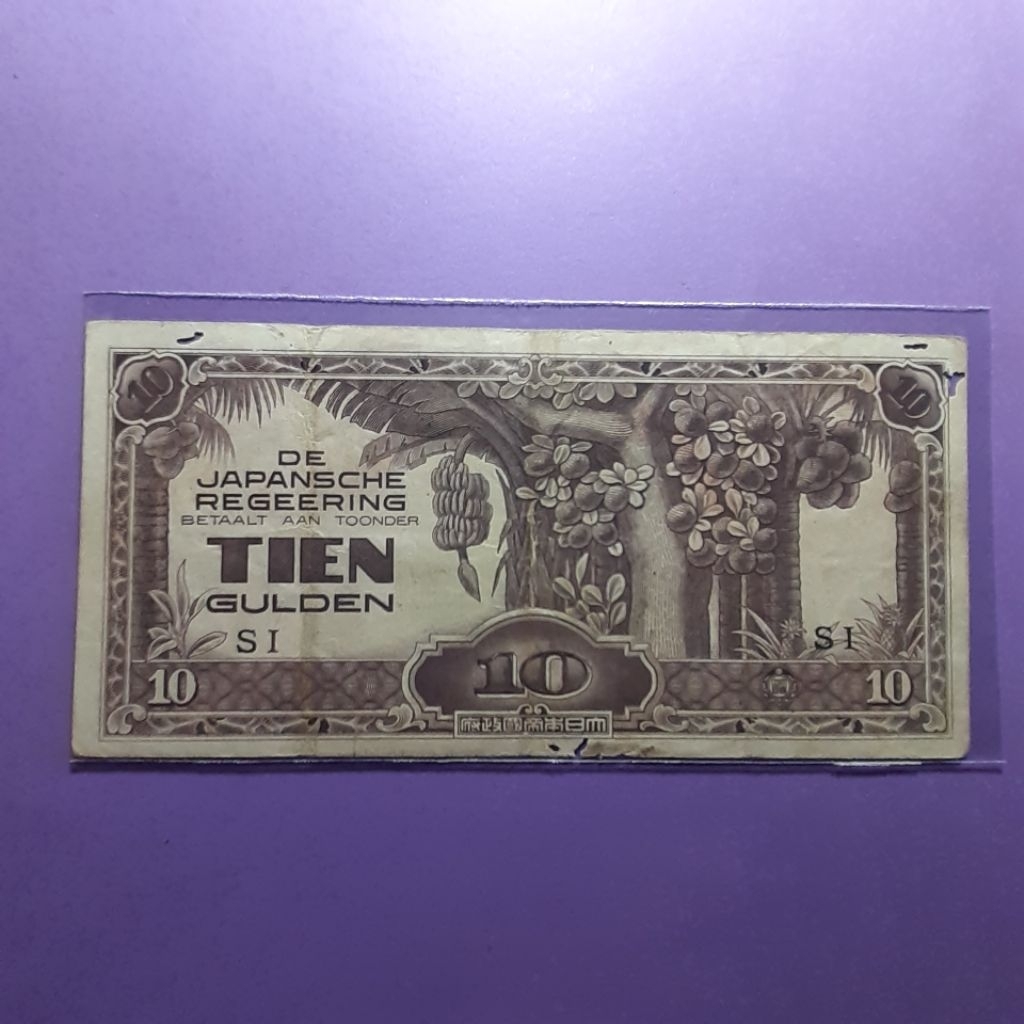 10
10
DE
JAPANSCHE
REGEERING
BETAALT AAN TOONDER
TIEN
GULDEN
SI
SI
10
10
10
府政國帝本日大